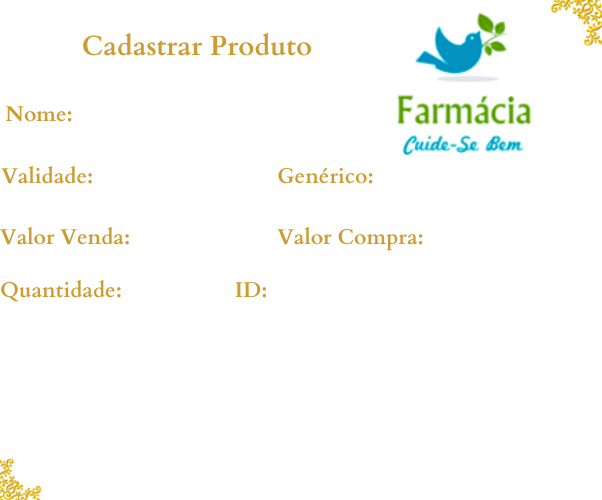 Cadastrar Produto
Farmácia
Cuide-Se Bem
Nome:
Validade: Genérico:
Valor Venda: Valor Compra:
Quantidade: ID: